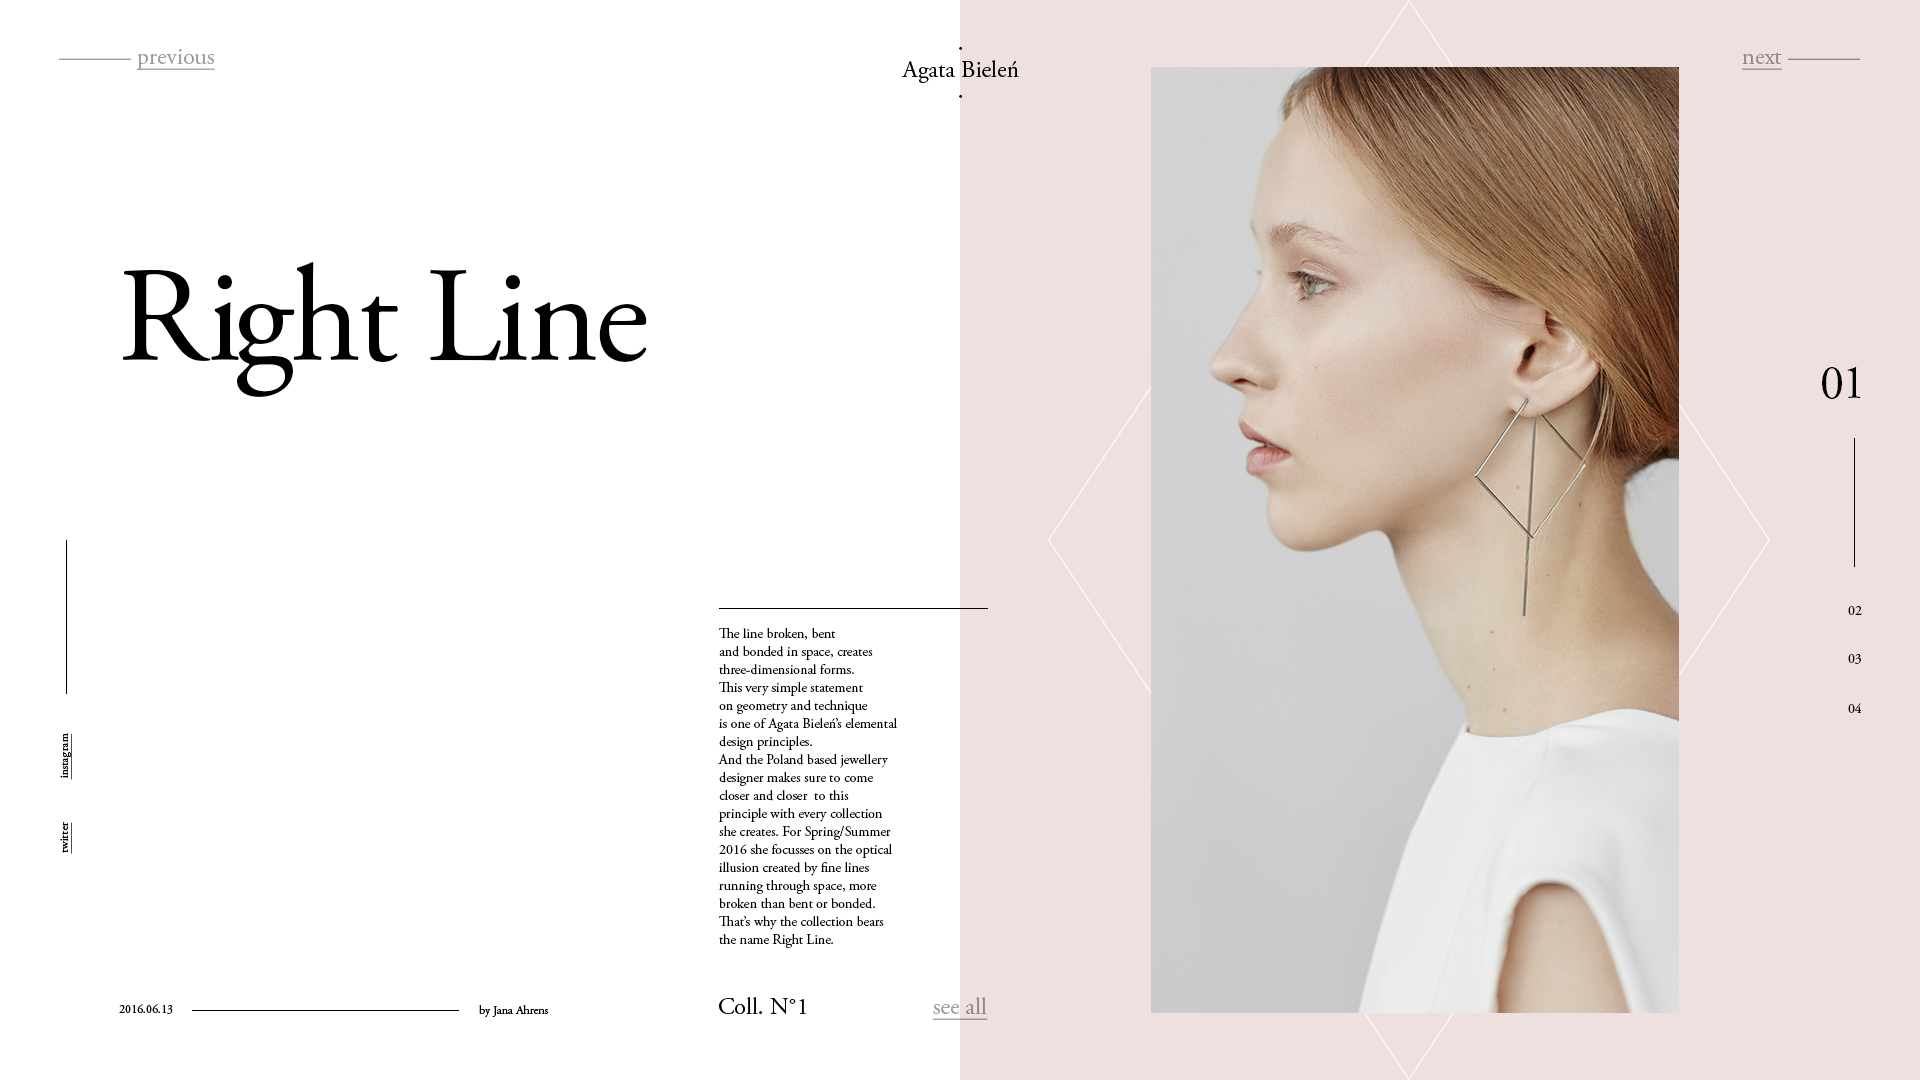 previous
Agata Bieleń
next
Right Line
01
02
03
04
instagram
twitter
The line broken, bent
and bonded in space, creates
three-dimensional forms.
This very simple statement
on geometry and technique
is one of Agata Bieleń's elemental
design principles.
And the Poland based jewellery
designer makes sure to come
closer and closer  to this
principle with every collection
she creates. For Spring/Summer
2016 she focusses on the optical
illusion created by fine lines
running through space, more
broken than bent or bonded.
That's why the collection bears
the name Right Line.
2016.06.13
by Jana Ahrens
Coll. N°1
see all